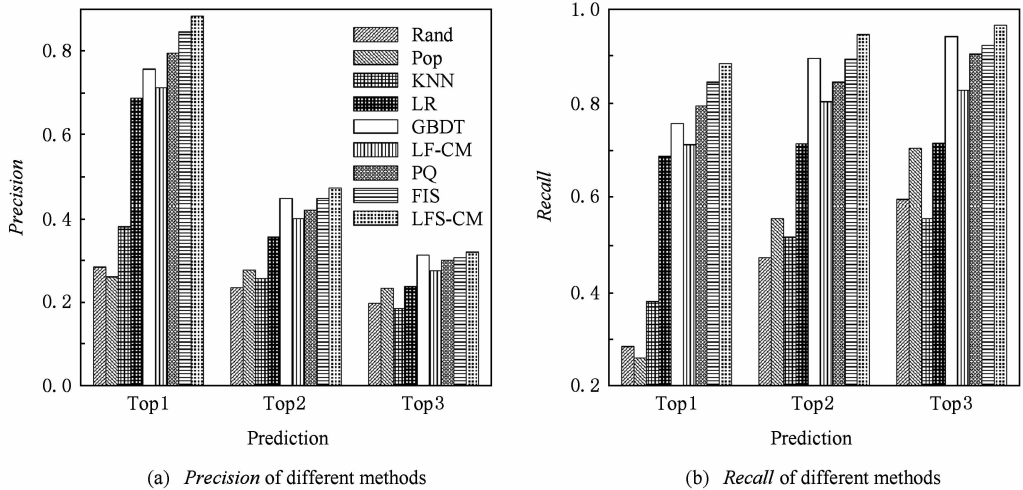 0.8
0.6
0.4
0.2
0.0
Precision
Rand
Pop
KNN
LR
GBDT
LF-CM
PQ
FIS
LFS-CM
Top1 Top2 Top3
Prediction
(a) Precision of different methods
1.0
0.8
0.6
0.4
0.2
Recall
Top1 Top2 Top3
Prediction
(b) Recall of different methods